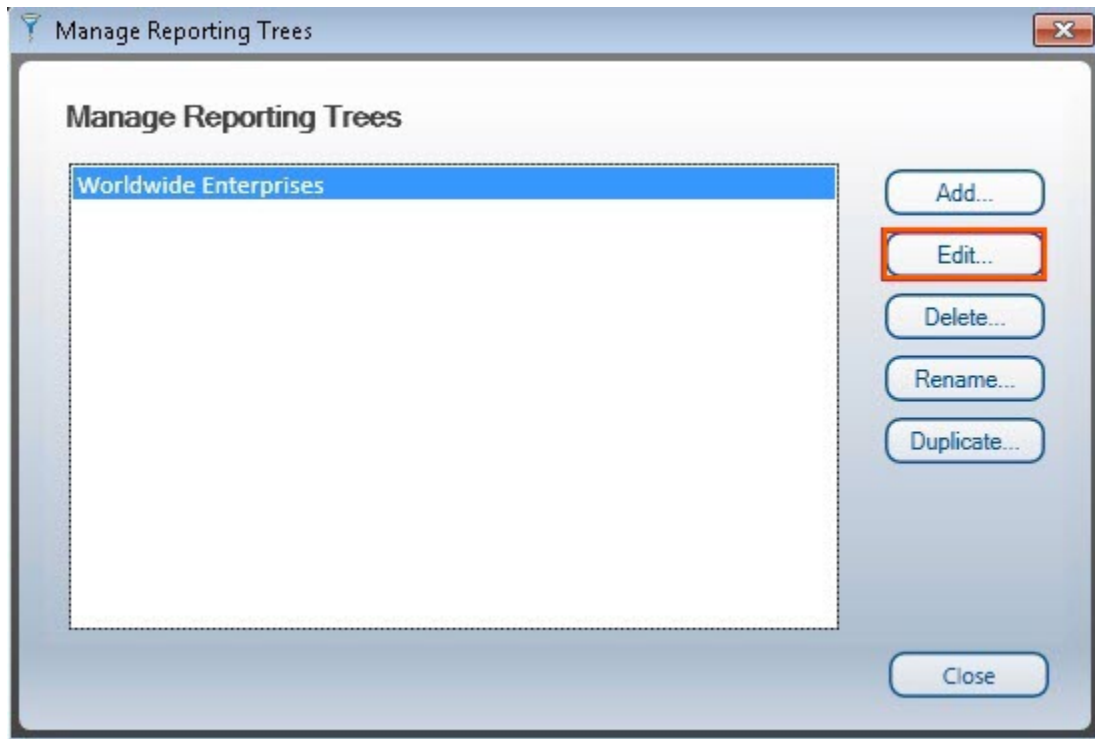 Manage Reporting Trees
Manage Reporting Trees
Worldwide Enterprises
Add...
Edit...
Delete...
Rename...
Duplicate...
Close